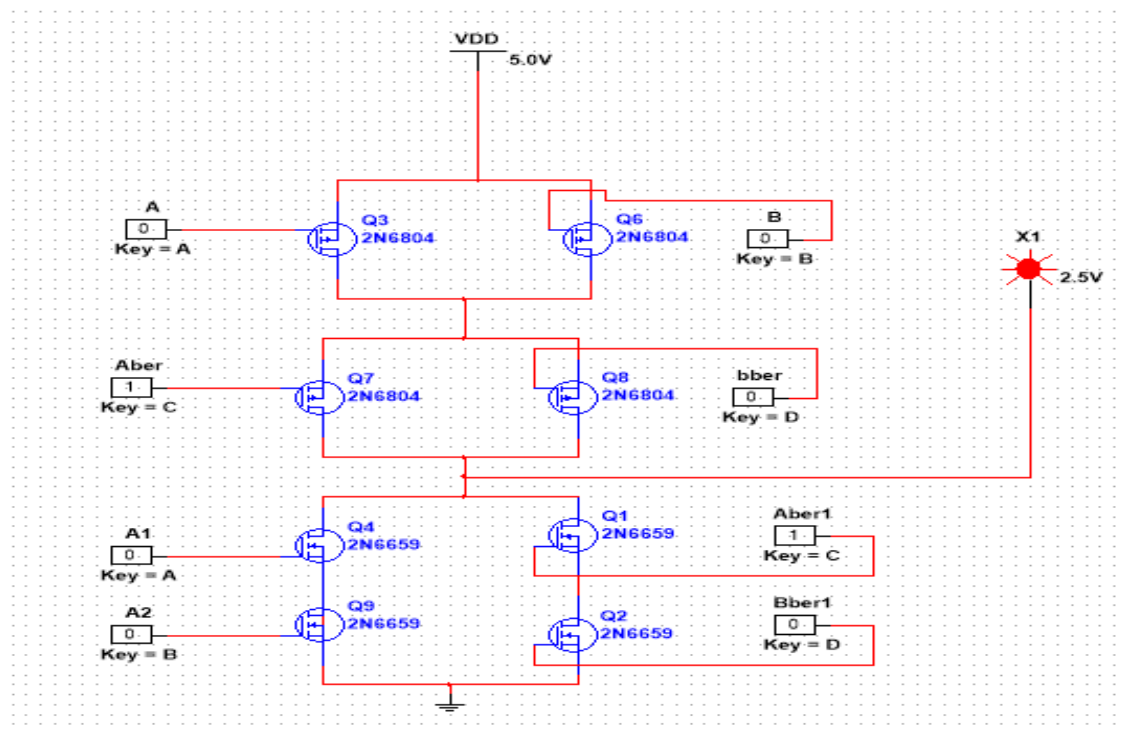 VDD
5.0V
A
0
Key = A
Q3
2N6804
Q6
2N6804
B
0
Key = B
X1
2.5V
Aber
1
Key = C
Q7
2N6804
Q8
2N6804
bber
0
Key = D
A1
0
Key = A
Q4
2N6659
Q1
2N6659
Aber1
1
Key = C
A2
0
Key = B
Q9
2N6659
Q2
2N6659
Bber1
0
Key = D